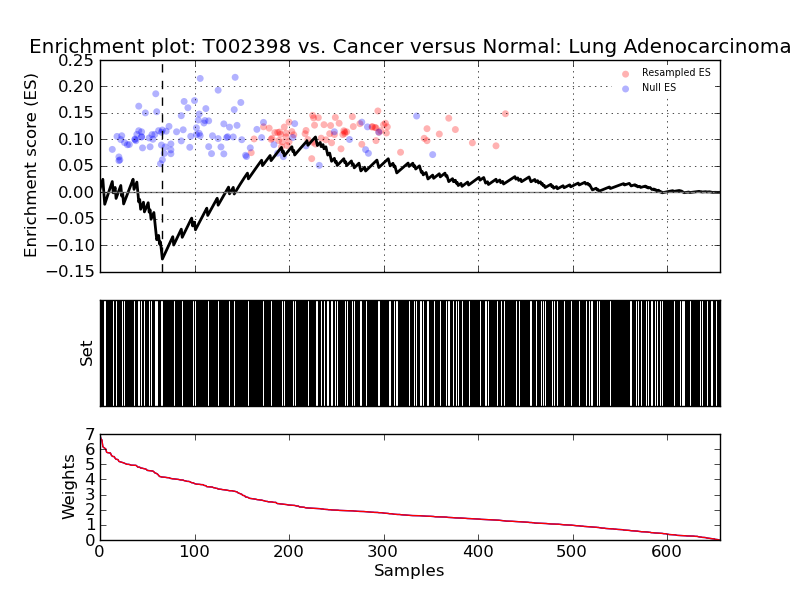 Enrichment plot: T002398 vs. Cancer versus Normal: Lung Adenocarcinoma
Enrichment score (ES)
0.25
0.20
0.15
0.10
0.05
0.00
−0.05
−0.10
−0.15
Resampled ES
Null ES
Set
Weights
7
6
5
4
3
2
1
0
0 100 200 300 400 500 600
Samples